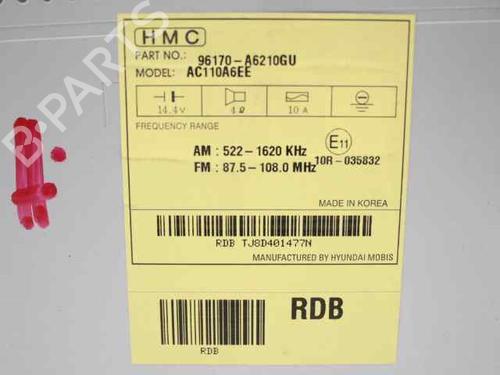 HMC
PART NO.: 96170-A6210GU
MODEL: AC110A6EE
14.4V 4Ω 10 A
FREQUENCY RANGE
AM : 522 - 1620 KHz
FM : 87.5 - 108.0 MHz
E11
10R - 035832
MADE IN KOREA
RDB TJ8D401477N
MANUFACTURED BY HYUNDAI MOBIS
RDB
RDB